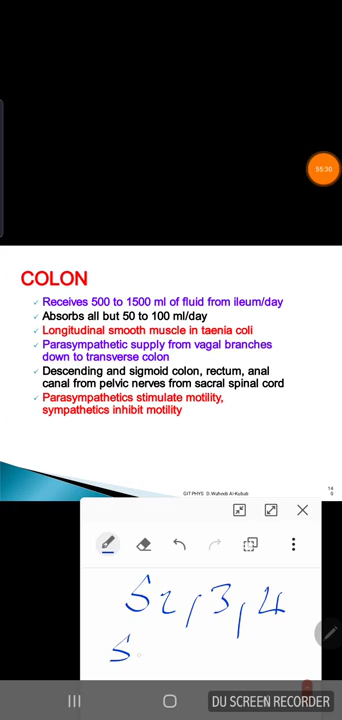 55:30
COLON
✓ Receives 500 to 1500 ml of fluid from ileum/day
✓ Absorbs all but 50 to 100 ml/day
✓ Longitudinal smooth muscle in taenia coli
✓ Parasympathetic supply from vagal branches
down to transverse colon
✓ Descending and sigmoid colon, rectum, anal
canal from pelvic nerves from sacral spinal cord
✓ Parasympathetics stimulate motility,
sympathetics inhibit motility
GIT PHYS D.Waheeb Al-Kubab
14
0
S2,3,4
S
DU SCREEN RECORDER